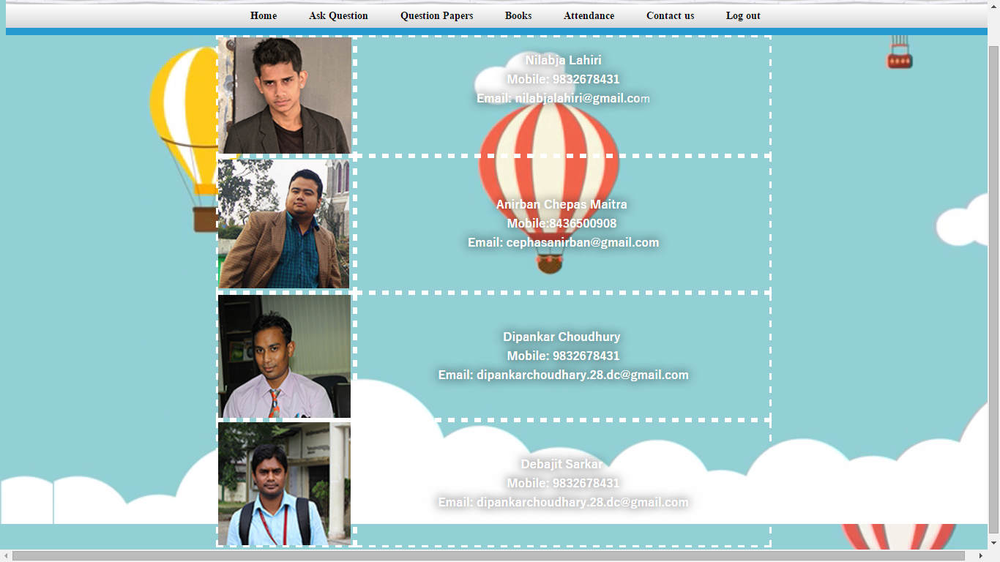 Home Ask Question Question Papers Books Attendance Contact us Log out
Nilabja Lahiri
Mobile: 9832678431
Email: nilabjalahiri@gmail.com
Anirban Chepas Maitra
Mobile:8436500908
Email: cephasanirban@gmail.com
Dipankar Choudhury
Mobile: 9832678431
Email: dipankarchoudhary.28.dc@gmail.com
Debajit Sarkar
Mobile: 9832678431
Email: dipankarchoudhary.28.dc@gmail.com